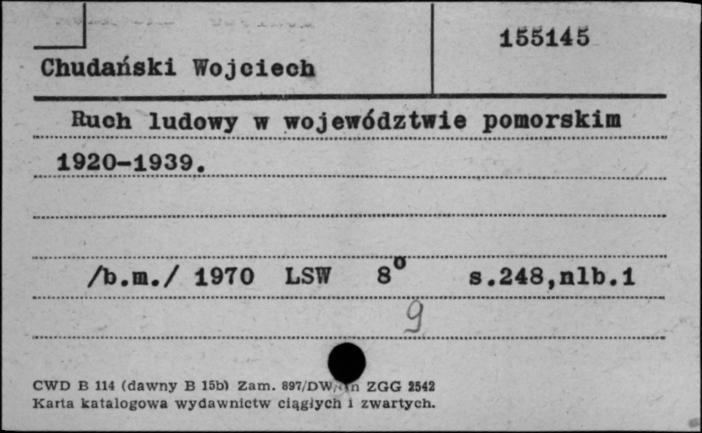 155145
Chudański Wojciech
Ruch ludowy w województwie pomorskim
1920-1939.
/b.m./ 1970 LSW 8° s.248,nlb.1
9
CWD B 114 (dawny B 15b) Zam. 897/DW ZGG 2542
Karta katalogowa wydawnictw ciągłych i zwartych.